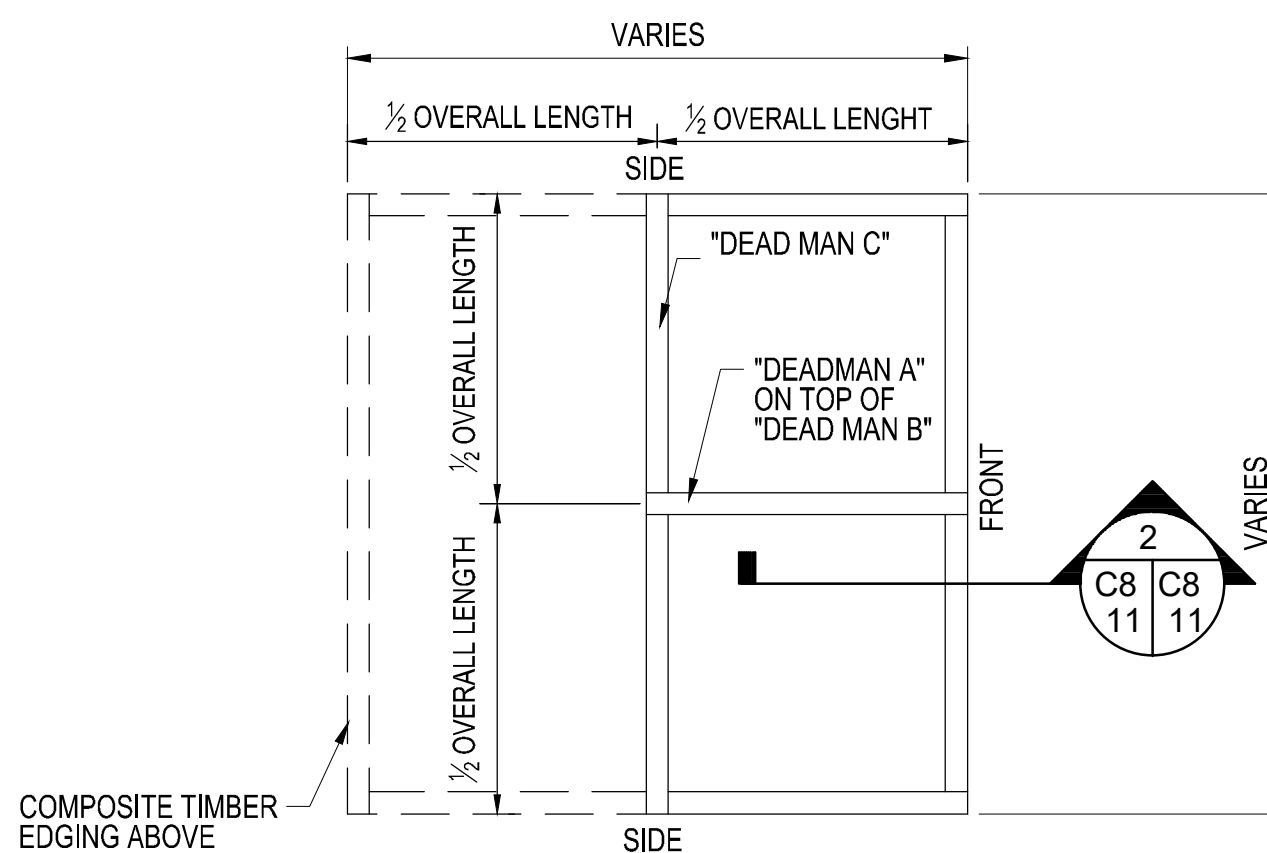 VARIES
½ OVERALL LENGTH
½ OVERALL LENGHT
SIDE
"DEAD MAN C"
½ OVERALL LENGTH
"DEADMAN A"
ON TOP OF
"DEAD MAN B"
FRONT
VARIES
2
C8
11
C8
11
½ OVERALL LENGTH
COMPOSITE TIMBER
EDGING ABOVE
SIDE